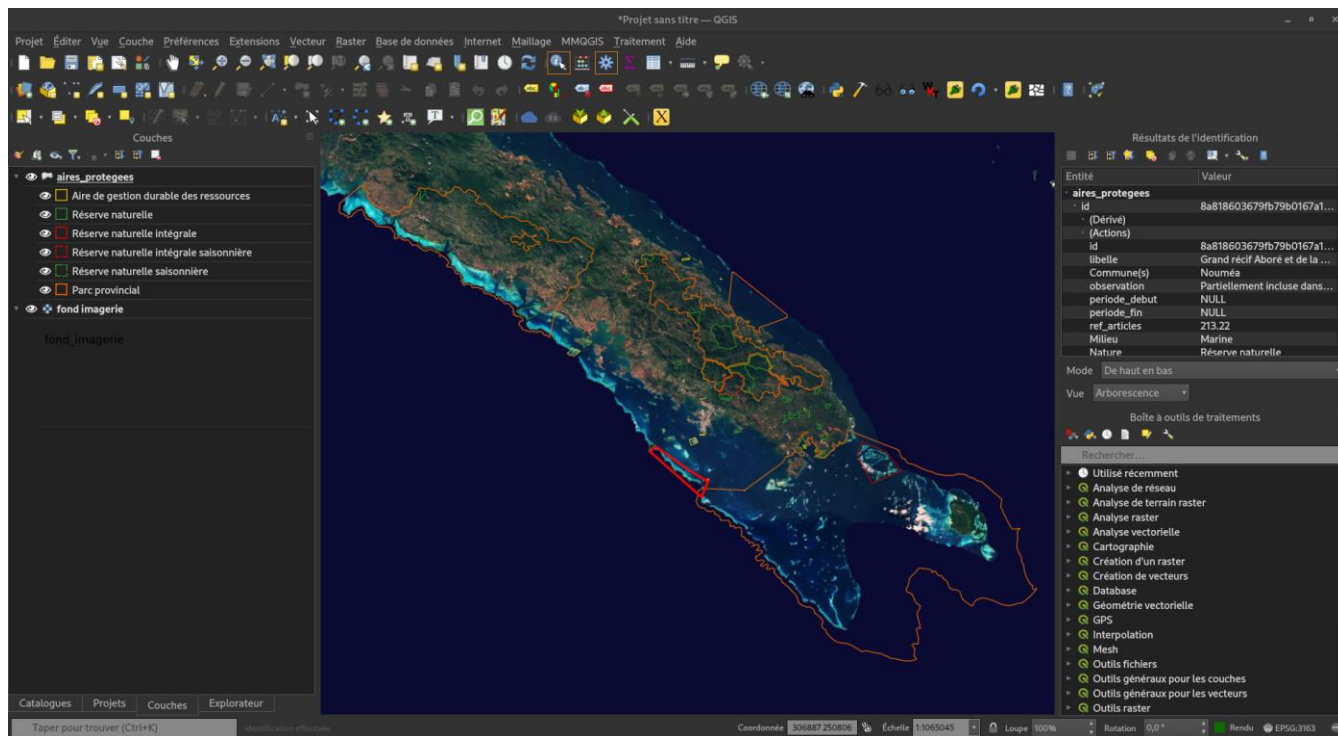 *Projet sans titre — QGIS
Projet Éditer Vue Couche Préférences Extensions Vecteur Raster Base de données Internet Maillage MMQGIS Traitement Aide
Couches
aires_protegees
Aire de gestion durable des ressources
Réserve naturelle
Réserve naturelle intégrale
Réserve naturelle intégrale saisonnière
Réserve naturelle saisonnière
Parc provincial
fond imagerie
fond_imagerie
Catalogues Projets Couches Explorateur
Résultats de l'identification
Entité Valeur
aires_protegees
id 8a818603679fb79b0167a1...
(Dérivé)
(Actions)
id 8a818603679fb79b0167a1...
libelle Grand récif Aboré et de la ...
Commune(s) Nouméa
observation Partiellement incluse dans...
periode_debut NULL
periode_fin NULL
ref_articles 213.22
Milieu Marine
Nature Réserve naturelle
Mode De haut en bas
Vue Arborescence
Boîte à outils de traitements
Rechercher...
Utilisé récemment
Analyse de réseau
Analyse de terrain raster
Analyse raster
Analyse vectorielle
Cartographie
Création d'un raster
Création de vecteurs
Database
Géométrie vectorielle
GPS
Interpolation
Mesh
Outils fichiers
Outils généraux pour les couches
Outils généraux pour les vecteurs
Outils raster
Taper pour trouver (Ctrl+K) Identification effectuée Coordonnée 306887 250806 Échelle 1:1065045 Loupe 100% Rotation 0,0 ° Rendu EPSG:3163